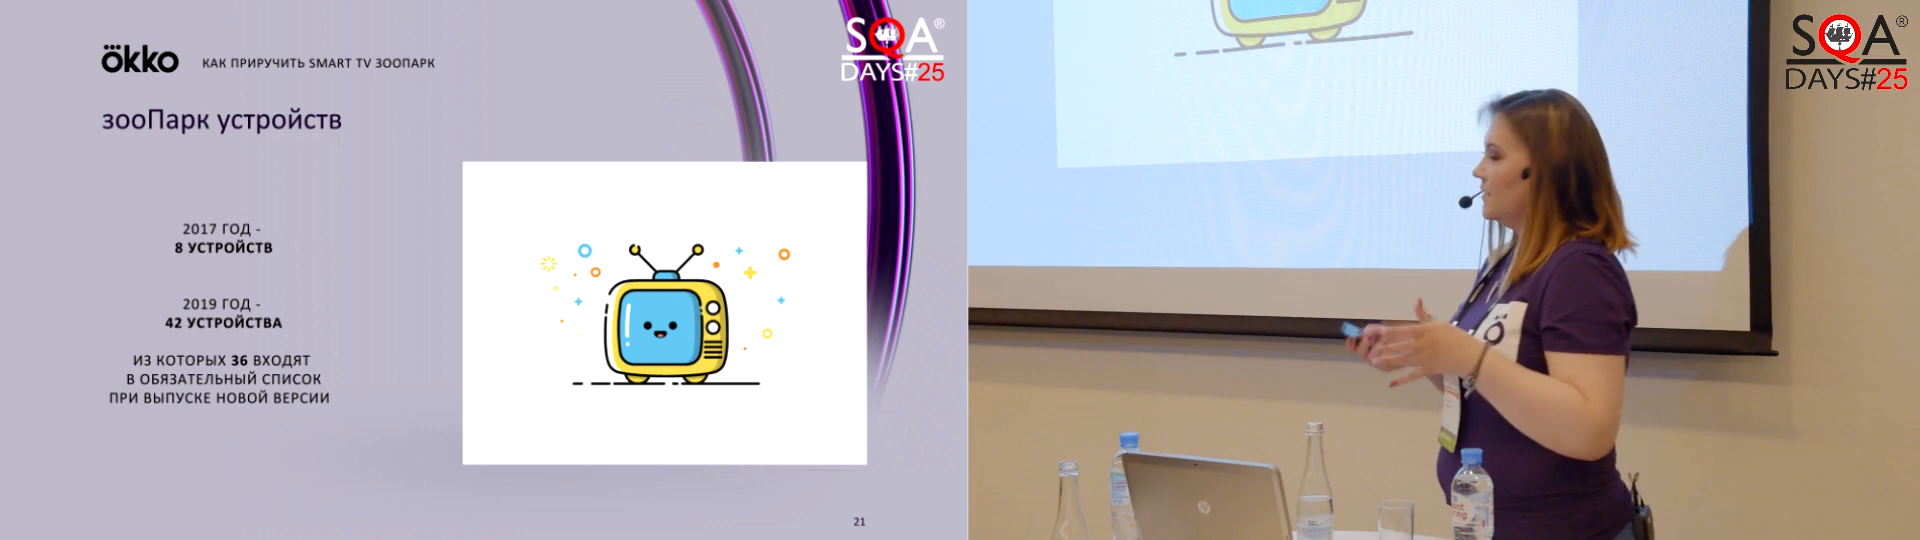 ökko
КАК ПРИРУЧИТЬ SMART TV ЗООПАРК
SQA®
DAYS#25
зооПарк устройств
2017 ГОД -
8 УСТРОЙСТВ
2019 ГОД -
42 УСТРОЙСТВА
ИЗ КОТОРЫХ 36 ВХОДЯТ
В ОБЯЗАТЕЛЬНЫЙ СПИСОК
ПРИ ВЫПУСКЕ НОВОЙ ВЕРСИИ
21
SQA®
DAYS#25
hp